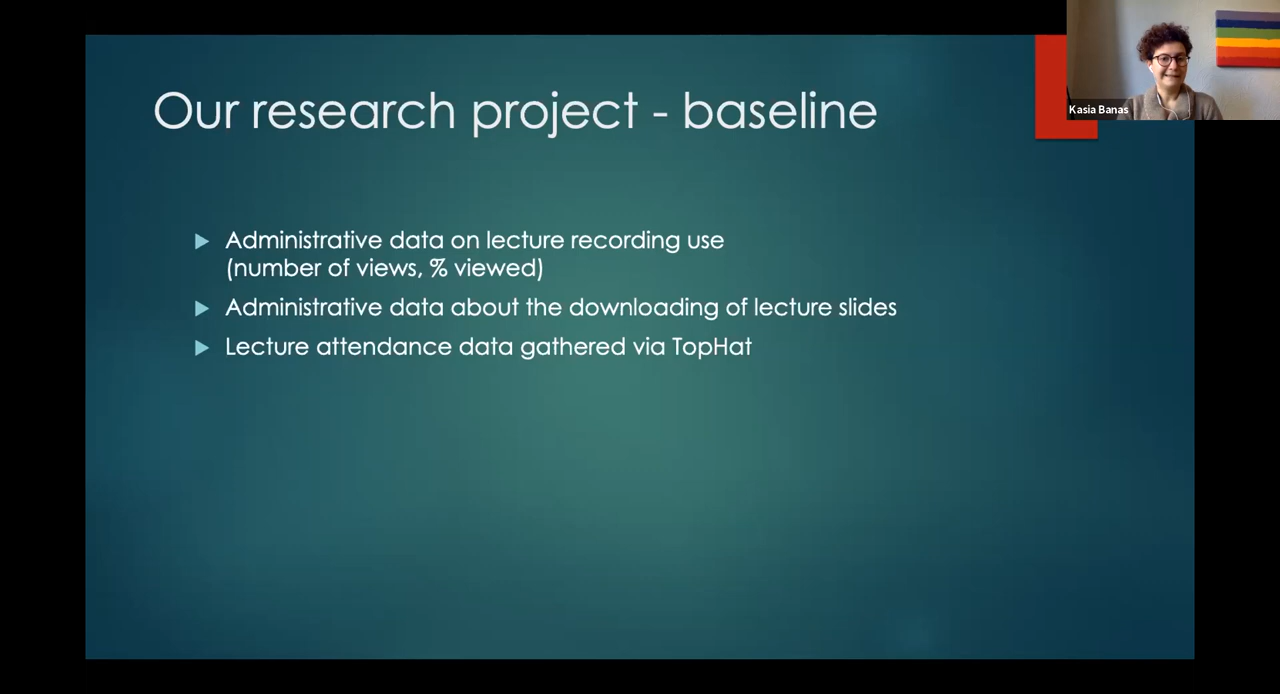 Our research project - baseline
Administrative data on lecture recording use
(number of views, % viewed)
Administrative data about the downloading of lecture slides
Lecture attendance data gathered via TopHat
Kasia Banas